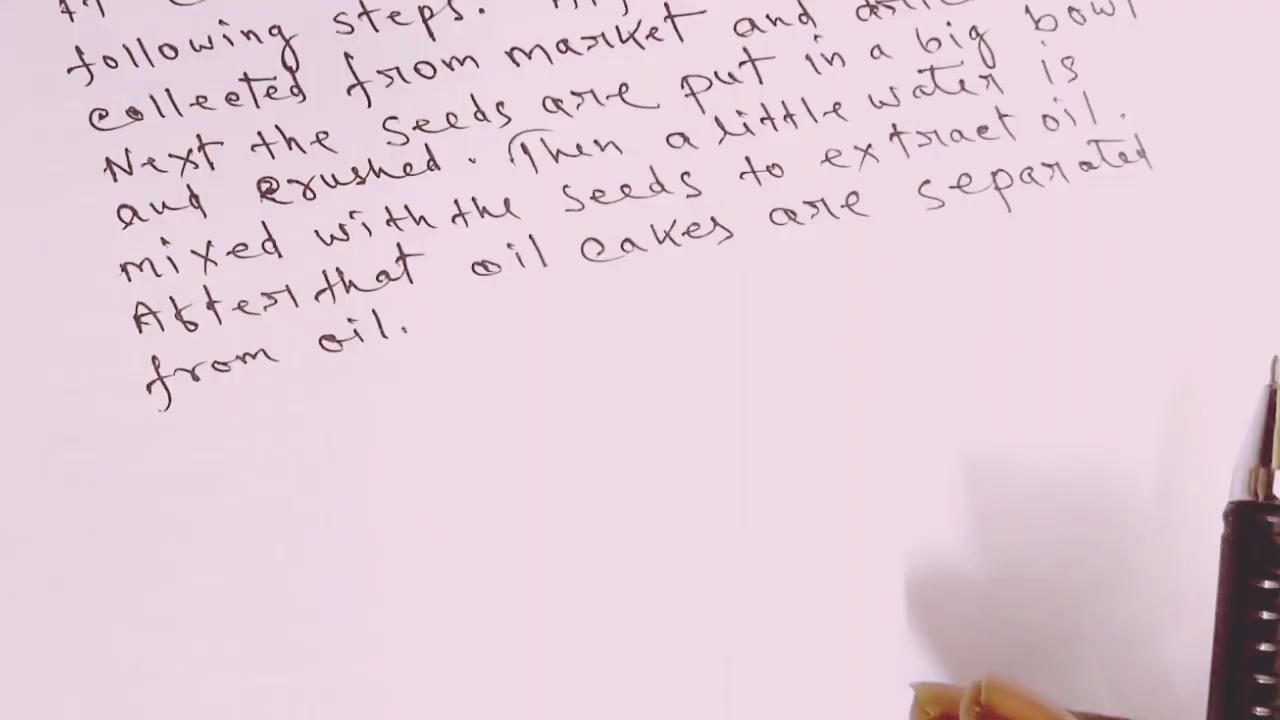 following steps.
collected from market and
Next the seeds are put in a big bowl
and crushed. Then a little water is
mixed with the seeds to extract oil.
After that oil cakes are separated
from oil.